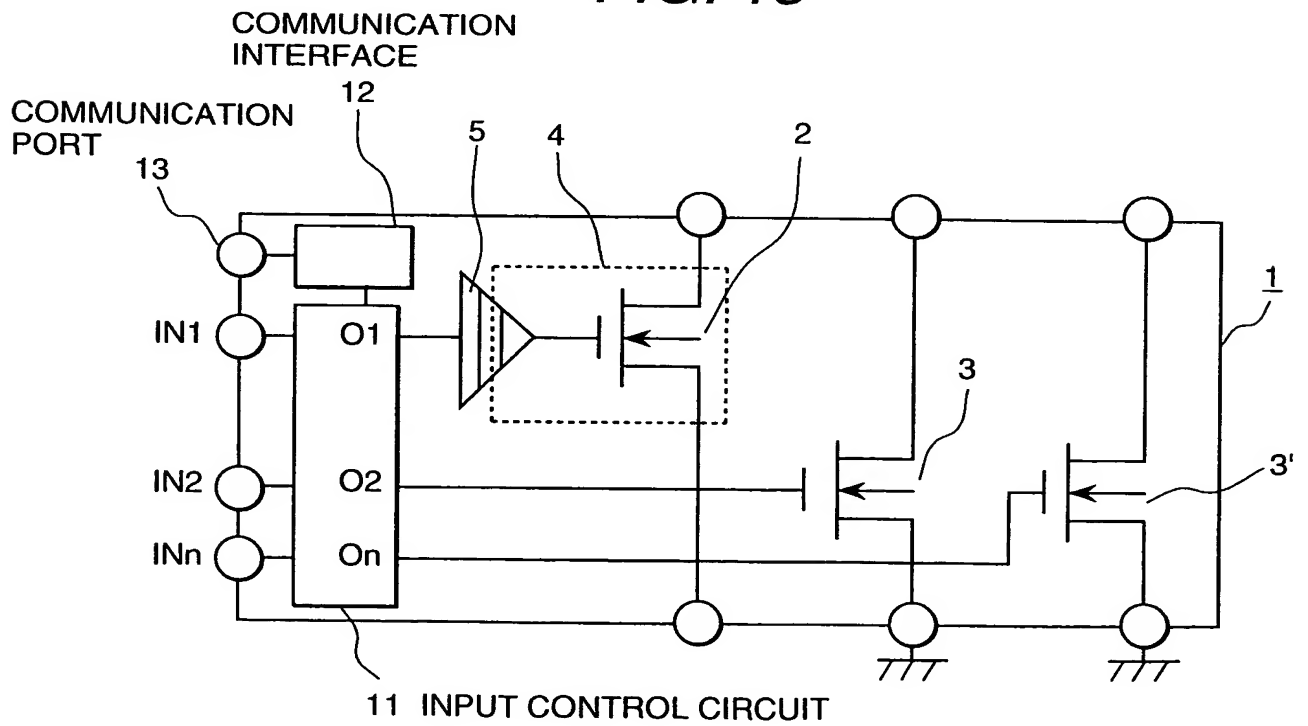 COMMUNICATION
INTERFACE
12
COMMUNICATION
PORT
13
5
4
2
1
IN1
O1
3
3'
IN2
O2
INn
On
11 INPUT CONTROL CIRCUIT